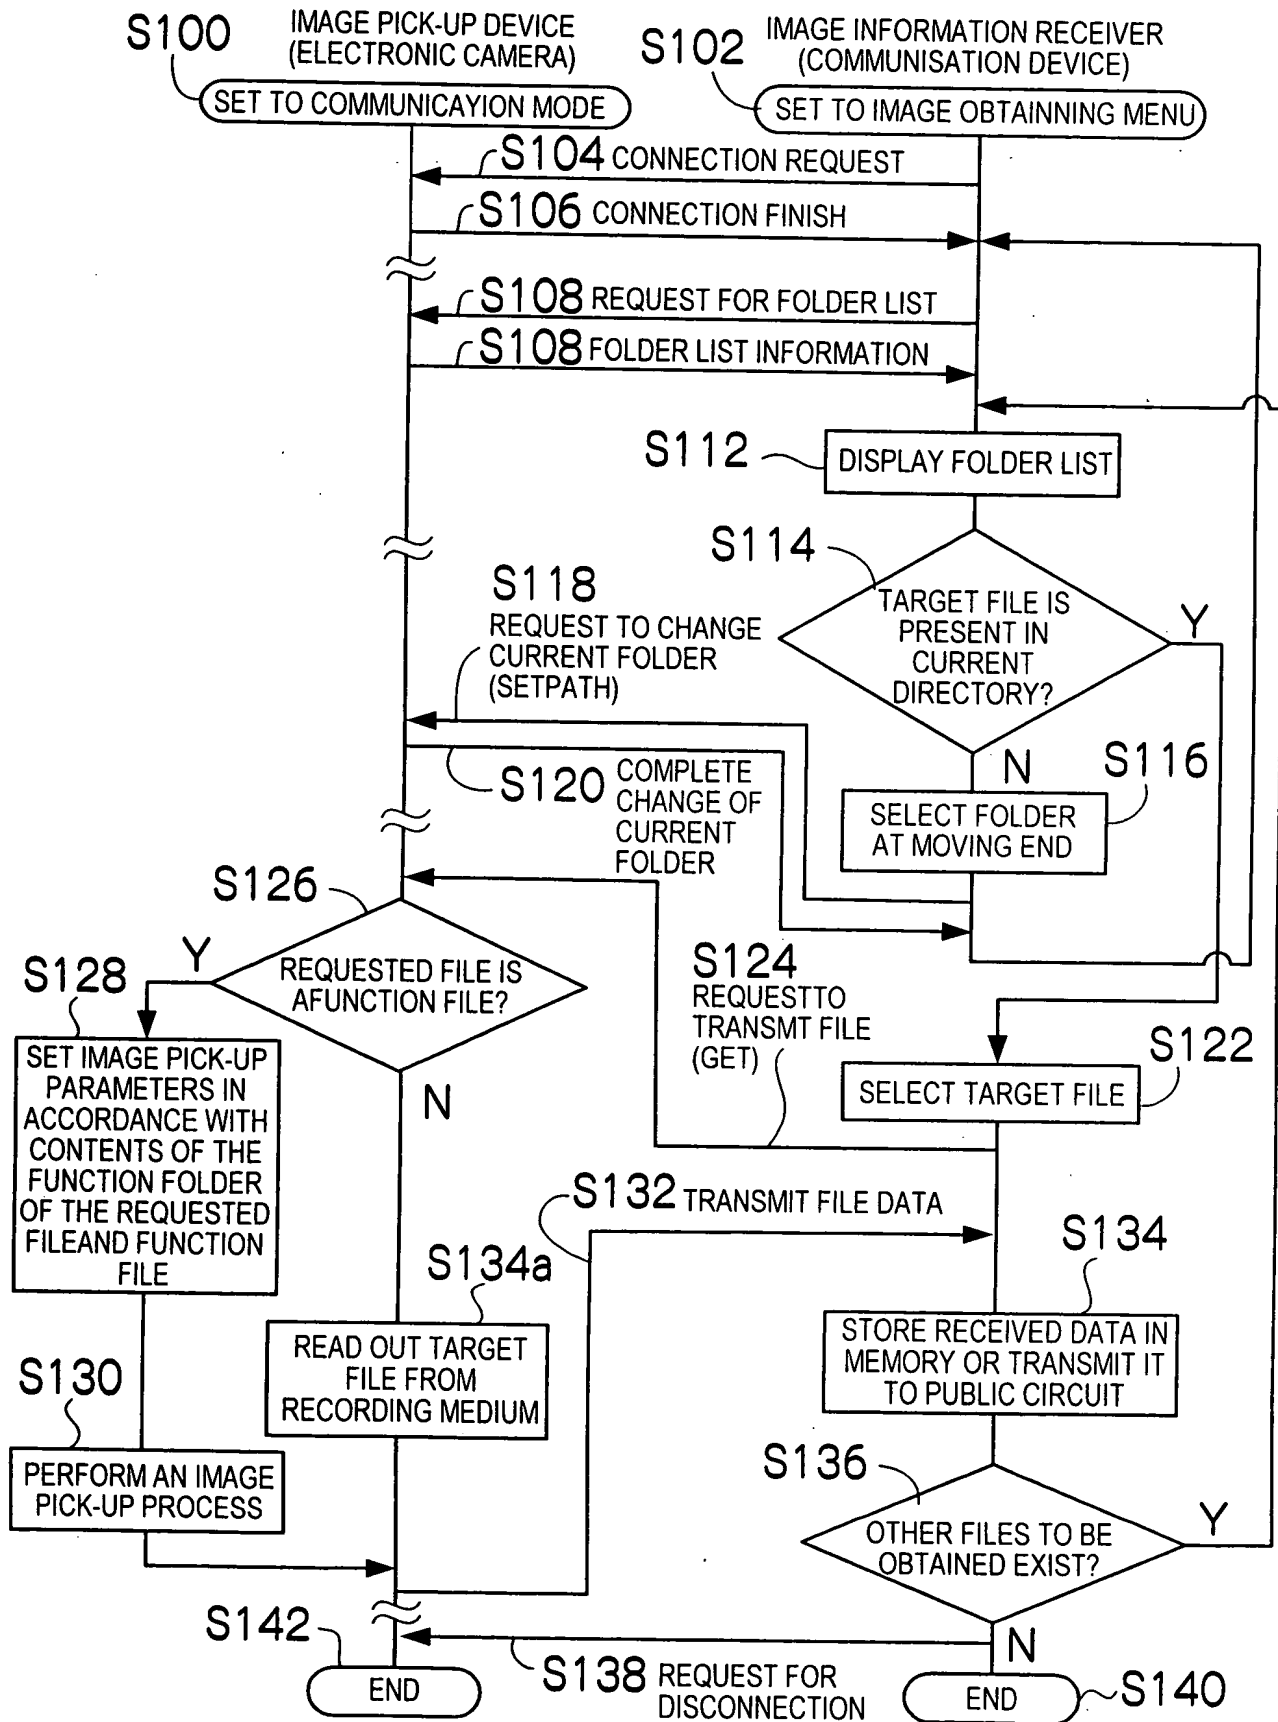 S100
IMAGE PICK-UP DEVICE
(ELECTRONIC CAMERA)
SET TO COMMUNICAYION MODE
S102
IMAGE INFORMATION RECEIVER
(COMMUNISATION DEVICE)
SET TO IMAGE OBTAINNING MENU
S104 CONNECTION REQUEST
S106 CONNECTION FINISH
S108 REQUEST FOR FOLDER LIST
S108 FOLDER LIST INFORMATION
S112
DISPLAY FOLDER LIST
S114
TARGET FILE IS
PRESENT IN
CURRENT
DIRECTORY?
Y
N
S118
REQUEST TO CHANGE
CURRENT FOLDER
(SETPATH)
S116
SELECT FOLDER
AT MOVING END
S120 COMPLETE
CHANGE OF
CURRENT
FOLDER
S126
REQUESTED FILE IS
AFUNCTION FILE?
Y
N
S128
SET IMAGE PICK-UP
PARAMETERS IN
ACCORDANCE WITH
CONTENTS OF THE
FUNCTION FOLDER
OF THE REQUESTED
FILEAND FUNCTION
FILE
S124
REQUESTTO
TRANSMT FILE
(GET)
S122
SELECT TARGET FILE
S132 TRANSMIT FILE DATA
S134a
READ OUT TARGET
FILE FROM
RECORDING MEDIUM
S134
STORE RECEIVED DATA IN
MEMORY OR TRANSMIT IT
TO PUBLIC CIRCUIT
S130
PERFORM AN IMAGE
PICK-UP PROCESS
S136
OTHER FILES TO BE
OBTAINED EXIST?
Y
N
S142
END
S138 REQUEST FOR
DISCONNECTION
END
S140